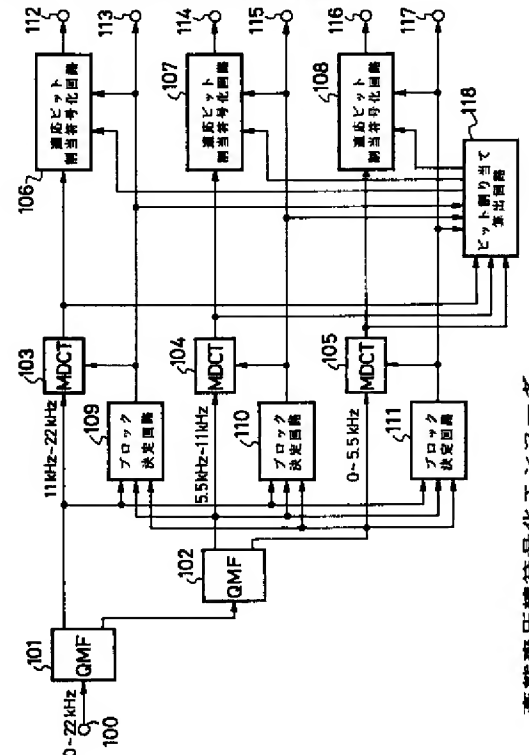 0~22kHz
100
101
QMF
102
QMF
11kHz~22kHz
5.5kHz~11kHz
0~5.5kHz
103
MDCT
104
MDCT
105
MDCT
109
ブロック
決定回路
110
ブロック
決定回路
111
ブロック
決定回路
106
適応ビット
割当符号化回路
107
適応ビット
割当符号化回路
108
適応ビット
割当符号化回路
118
ビット割り当て
算出回路
112
113
114
115
116
117
高能率圧縮符号化エンコーダ